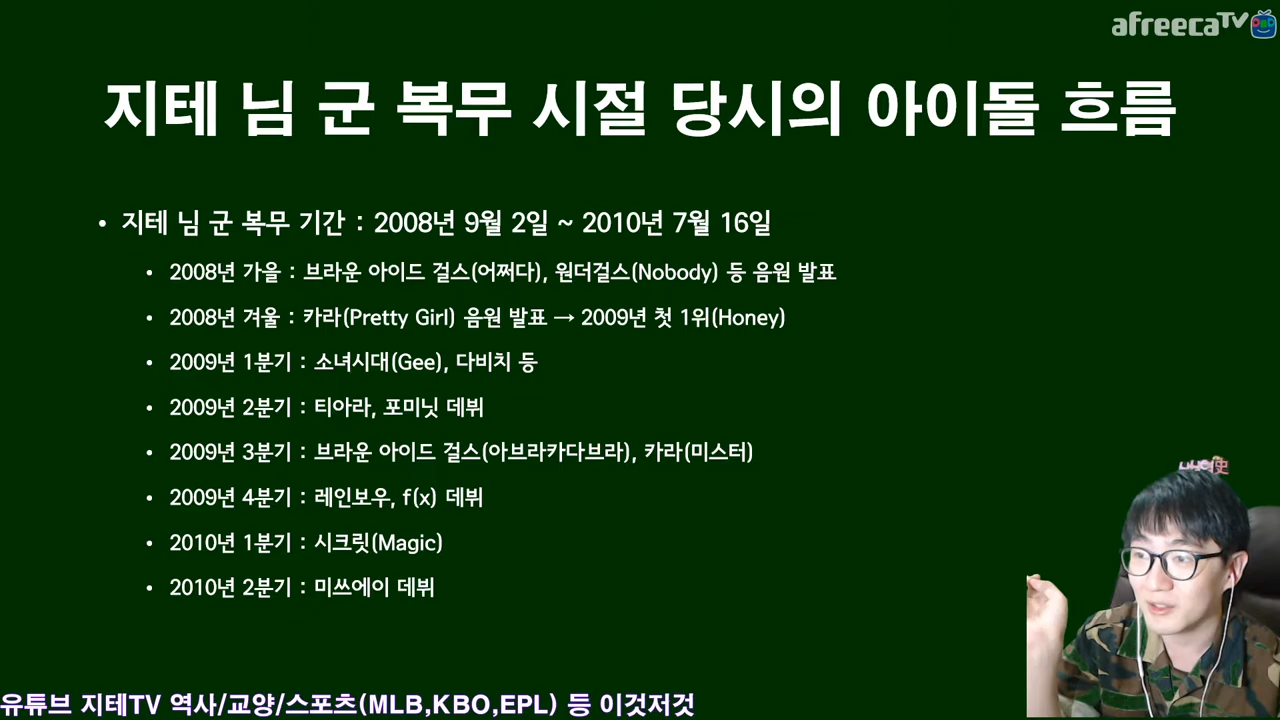 afreecaTV
지테 님 군 복무 시절 당시의 아이돌 흐름
• 지테 님 군 복무 기간 : 2008년 9월 2일 ~ 2010년 7월 16일
• 2008년 가을 : 브라운 아이드 걸스(어쩌다), 원더걸스(Nobody) 등 음원 발표
• 2008년 겨울 : 카라(Pretty Girl) 음원 발표 → 2009년 첫 1위(Honey)
• 2009년 1분기 : 소녀시대(Gee), 다비치 등
• 2009년 2분기 : 티아라, 포미닛 데뷔
• 2009년 3분기 : 브라운 아이드 걸스(아브라카다브라), 카라(미스터)
• 2009년 4분기 : 레인보우, f(x) 데뷔
• 2010년 1분기 : 시크릿(Magic)
• 2010년 2분기 : 미쓰에이 데뷔
유튜브 지테TV 역사/교양/스포츠(MLB,KBO,EPL) 등 이것저것